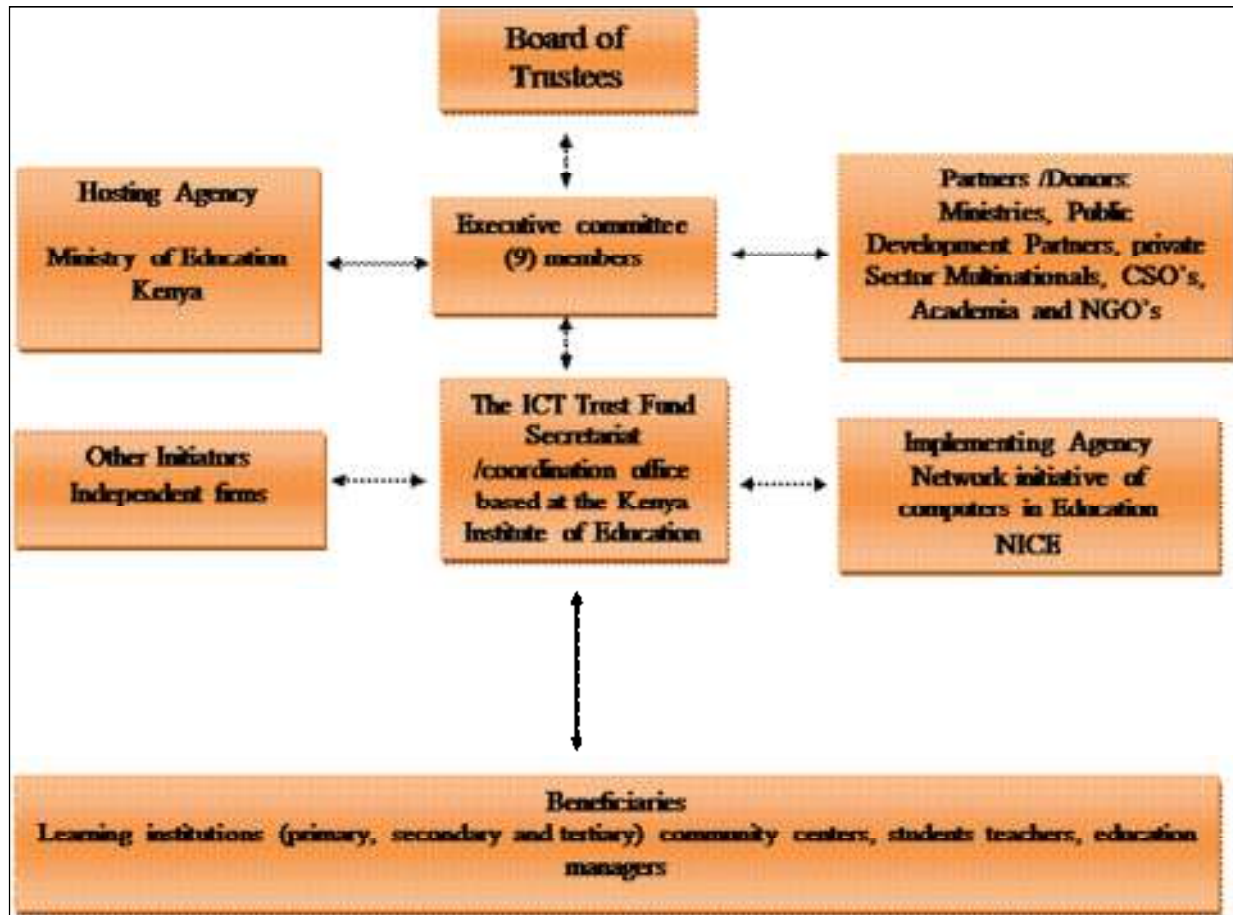 Board of
Trustees
Hosting Agency
Ministry of Education
Kenya
Executive committee
(9) members
Partners /Donors:
Ministries, Public
Development Partners, private
Sector Multinationals, CSO's,
Academia and NGO's
Other Initiators
Independent firms
The ICT Trust Fund
Secretariat
/coordination office
based at the Kenya
Institute of Education
Implementing Agency
Network initiative of
computers in Education
NICE
Beneficiaries
Learning institutions (primary, secondary and tertiary) community centers, students teachers, education
managers